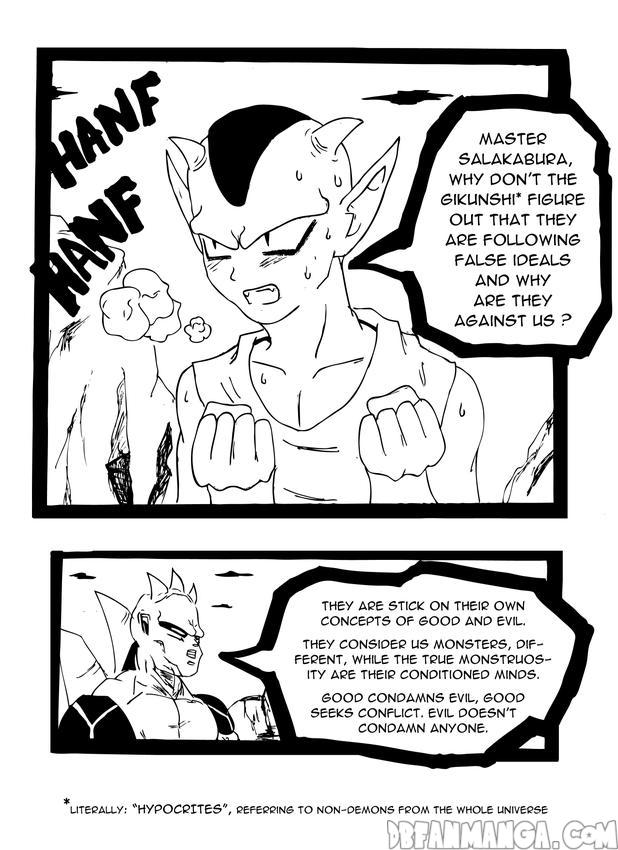 HANF
HANF
MASTER
SALAKABURA,
WHY DON'T THE
GIKUNSHI* FIGURE
OUT THAT THEY
ARE FOLLOWING
FALSE IDEALS
AND WHY
ARE THEY
AGAINST US ?
THEY ARE STICK ON THEIR OWN
CONCEPTS OF GOOD AND EVIL.
THEY CONSIDER US MONSTERS, DIF-
FERENT, WHILE THE TRUE MONSTRUOS-
ITY ARE THEIR CONDITIONED MINDS.
GOOD CONDAMNS EVIL, GOOD
SEEKS CONFLICT. EVIL DOESN'T
CONDAMN ANYONE.
*LITERALLY: "HYPOCRITES", REFERRING TO NON-DEMONS FROM THE WHOLE UNIVERSE
DBFANMANGA.COM